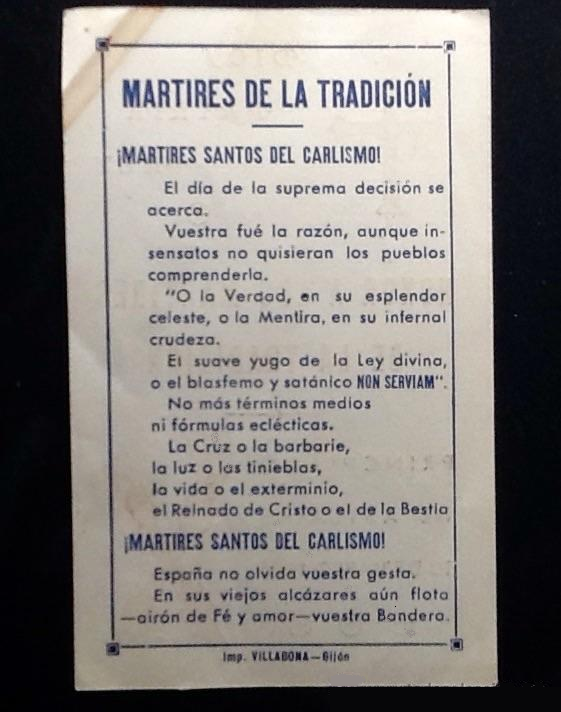 MARTIRES DE LA TRADICIÓN
¡MARTIRES SANTOS DEL CARLISMO!
El día de la suprema decisión se
acerca.
Vuestra fué la razón, aunque in-
sensatos no quisieran los pueblos
comprenderla.
"O la Verdad, en su esplendor
celeste, o la Mentira, en su infernal
crudeza.
El suave yugo de la Ley divina,
o el blasfemo y satánico NON SERVIAM".
No más términos medios
ni fórmulas eclécticas.
La Cruz o la barbarie,
la luz o las tinieblas,
la vida o el exterminio,
el Reinado de Cristo o el de la Bestia
¡MARTIRES SANTOS DEL CARLISMO!
España no olvida vuestra gesta.
En sus viejos alcázares aún flota
—airón de Fé y amor—vuestra Bandera.
Imp. VILLABONA—Gijón